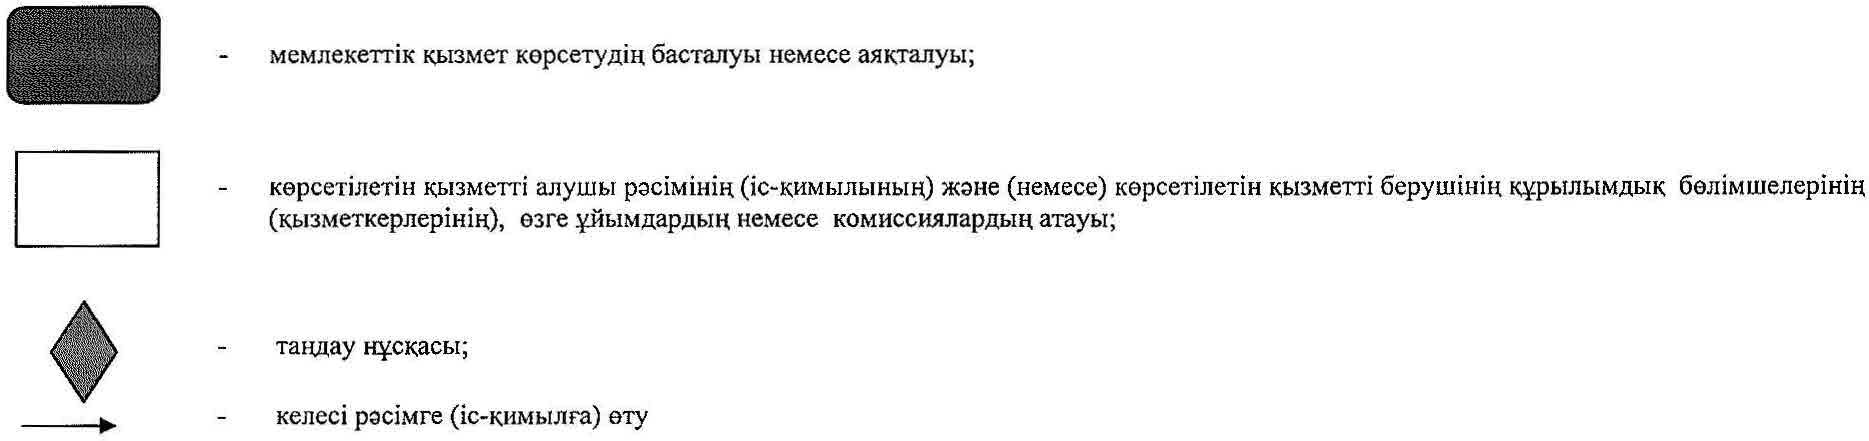 - мемлекеттік қызмет көрсетудің басталуы немесе аяқталуы;
- көрсетілетін қызметті алушы рәсімінің (іс-қимылының) және (немесе) көрсетілетін қызметті берушінің құрылымдық бөлімшелерінің
(қызметкерлерінің), өзге ұйымдардың немесе комиссиялардың атауы;
- таңдау нұсқасы;
- келесі рәсімге (іс-қимылға) өту